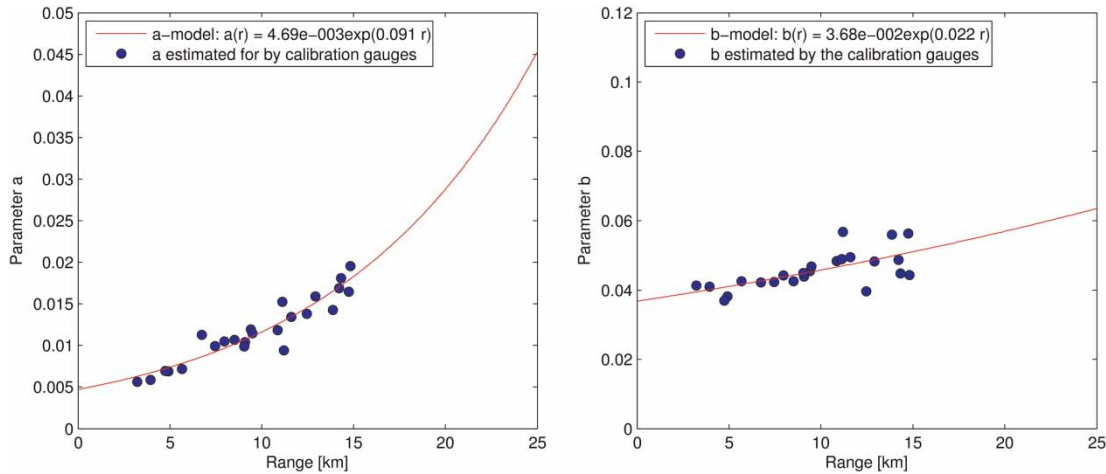 0.05
0.045
0.04
0.035
0.03
0.025
0.02
0.015
0.01
0.005
0
Parameter a
a−model: a(r) = 4.69e−003exp(0.091 r)
a estimated for by calibration gauges
0 5 10 15 20 25
Range [km]
0.12
0.1
0.08
0.06
0.04
0.02
0
Parameter b
b−model: b(r) = 3.68e−002exp(0.022 r)
b estimated by the calibration gauges
0 5 10 15 20 25
Range [km]